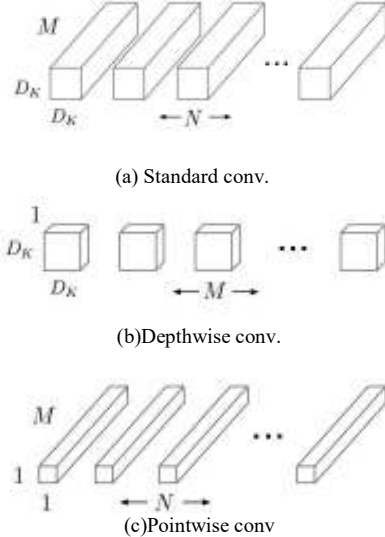 M
D_K
D_K
N
...
(a) Standard conv.
1
D_K
D_K
M
...
(b)Depthwise conv.
M
1
1
N
...
(c)Pointwise conv